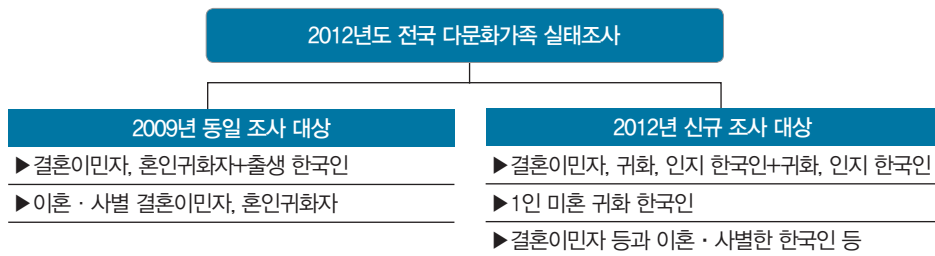 2012년도 전국 다문화가족 실태조사
2009년 동일 조사 대상
▶결혼이민자, 혼인귀화자+출생 한국인
▶이혼 · 사별 결혼이민자, 혼인귀화자
2012년 신규 조사 대상
▶결혼이민자, 귀화, 인지 한국인+귀화, 인지 한국인
▶1인 미혼 귀화 한국인
▶결혼이민자 등과 이혼 · 사별한 한국인 등